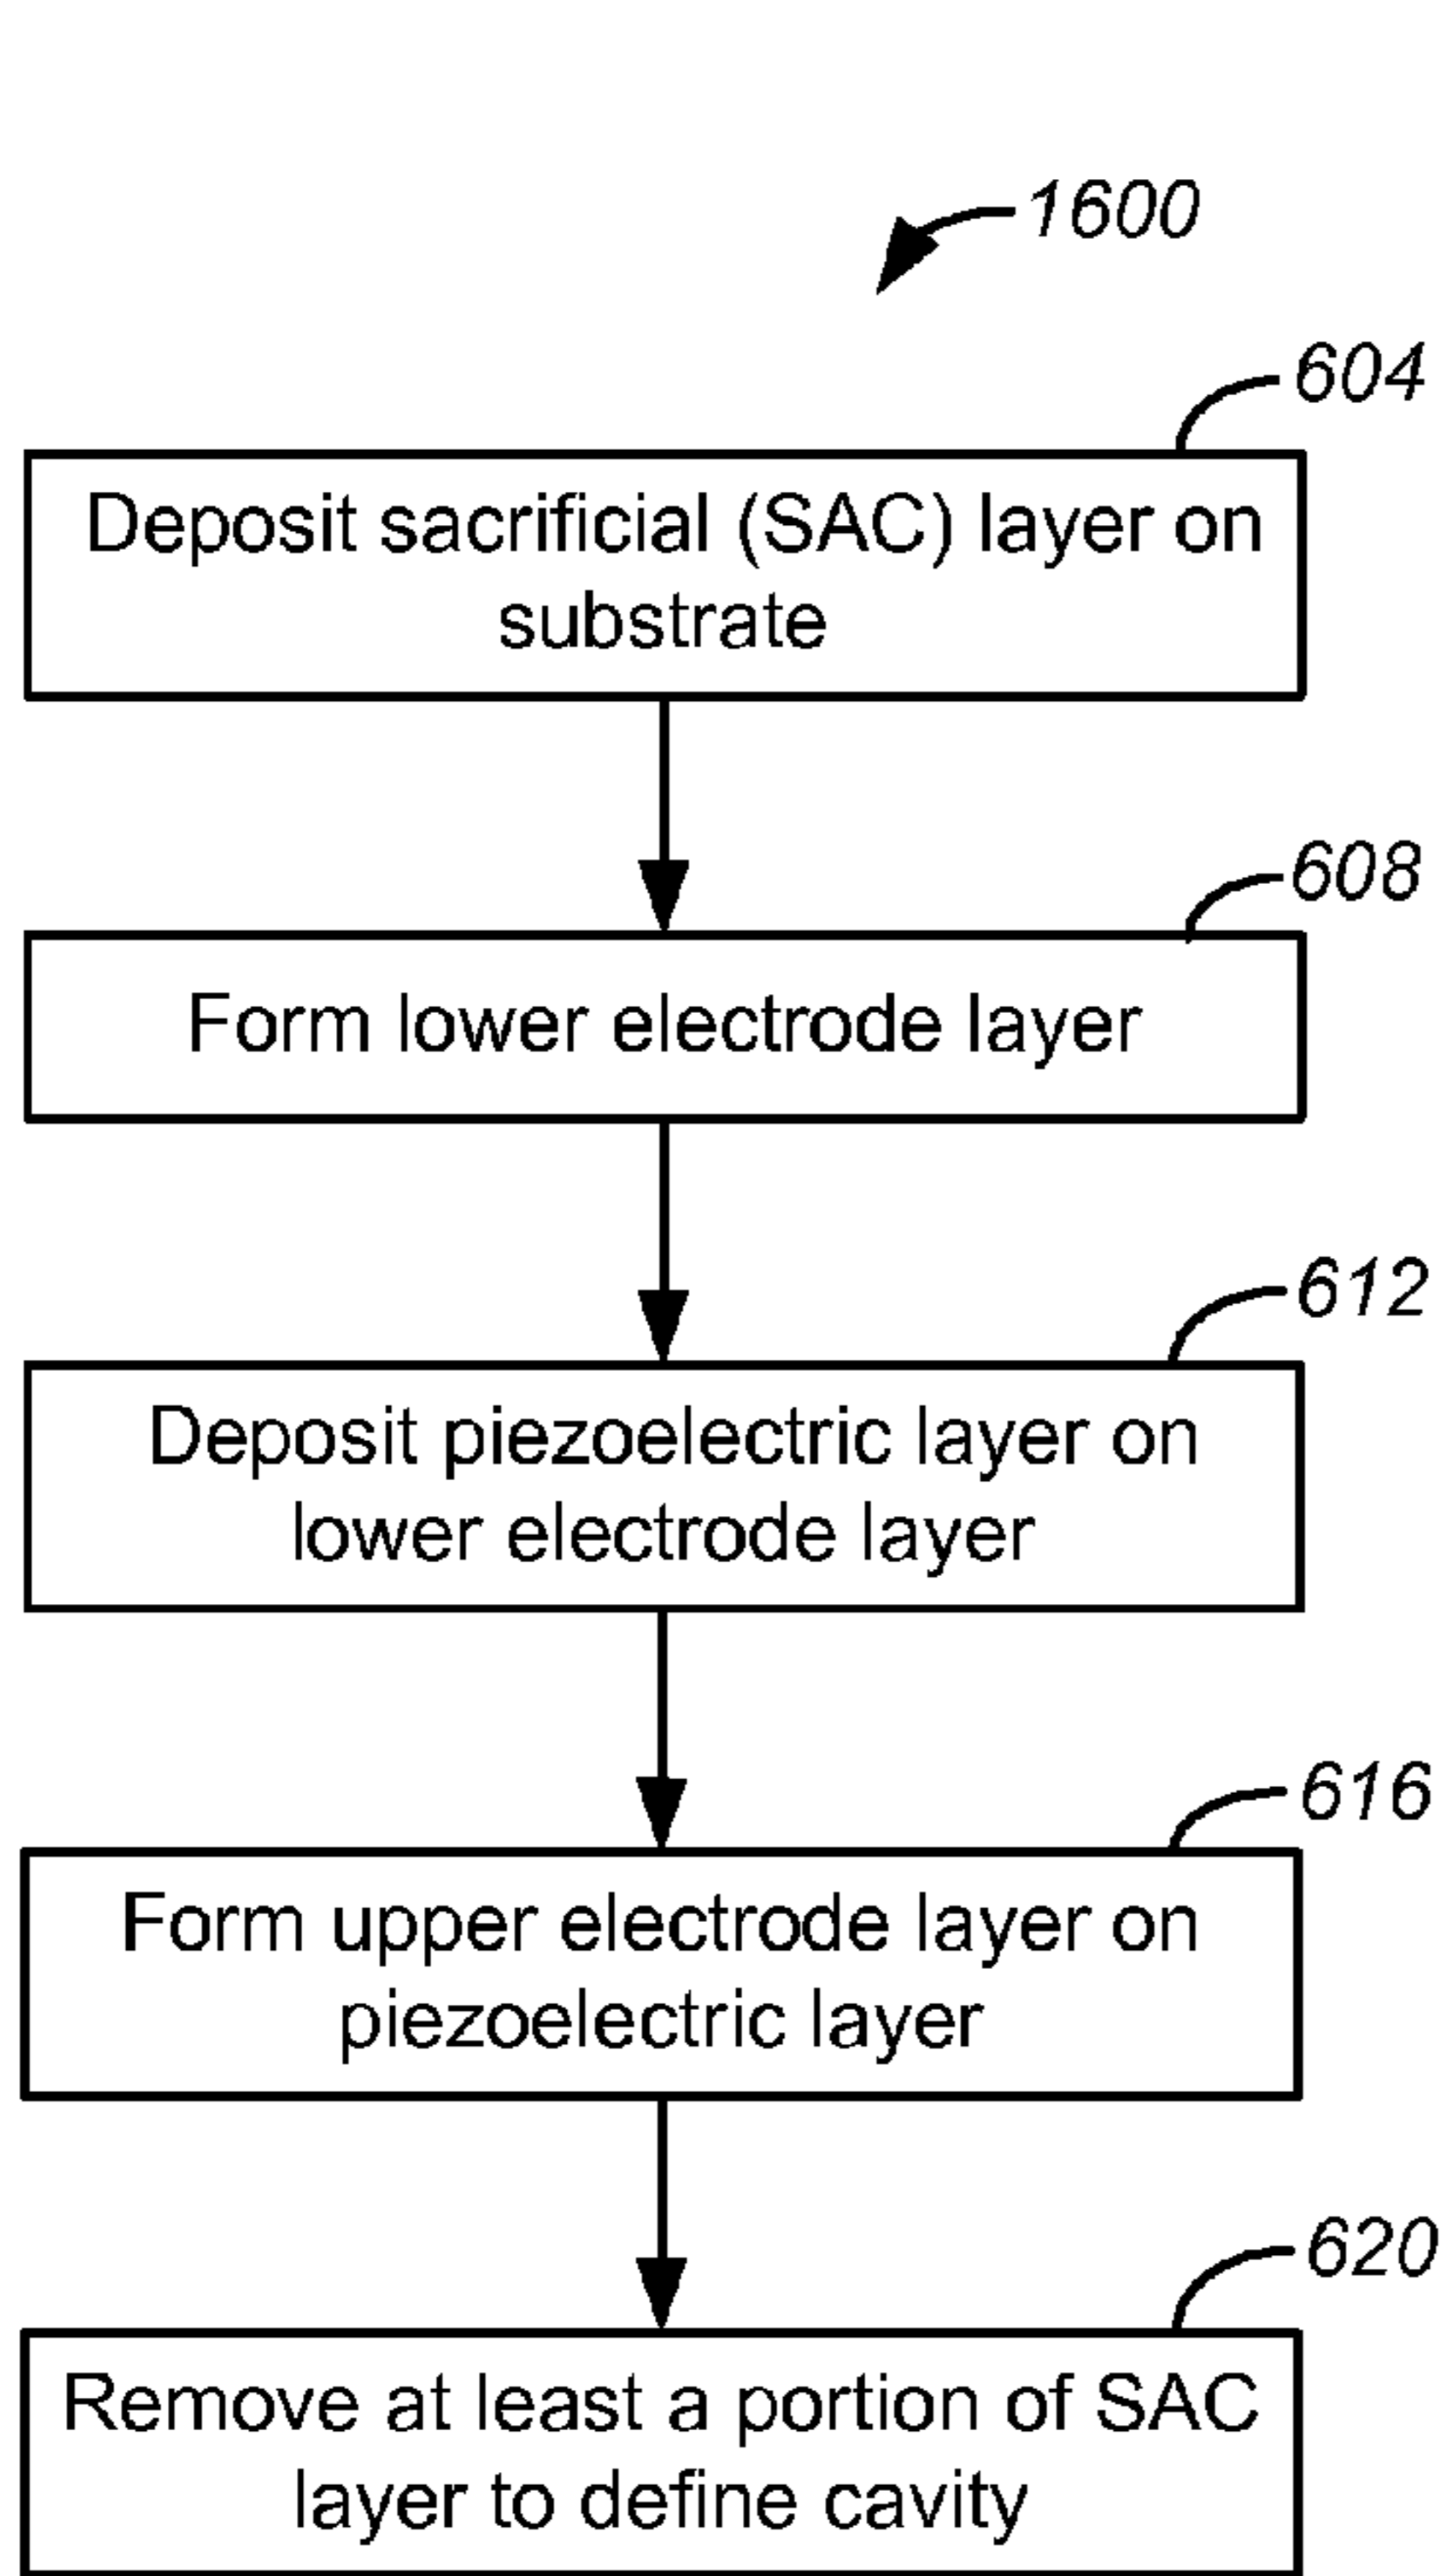 1600
604
Deposit sacrificial (SAC) layer on
substrate
608
Form lower electrode layer
612
Deposit piezoelectric layer on
lower electrode layer
616
Form upper electrode layer on
piezoelectric layer
620
Remove at least a portion of SAC
layer to define cavity